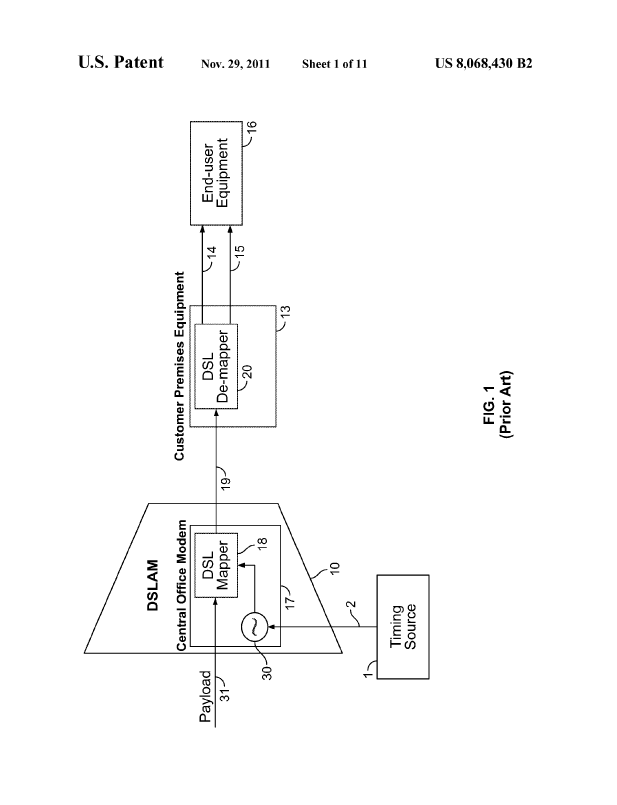 U.S. Patent Nov. 29, 2011 Sheet 1 of 11 US 8,068,430 B2
Payload
31
DSLAM
Central Office Modem
DSL
Mapper
18
17
30
10
2
Timing
Source
1
19
Customer Premises Equipment
DSL
De-mapper
20
13
14
15
End-user
Equipment
16
FIG. 1
(Prior Art)